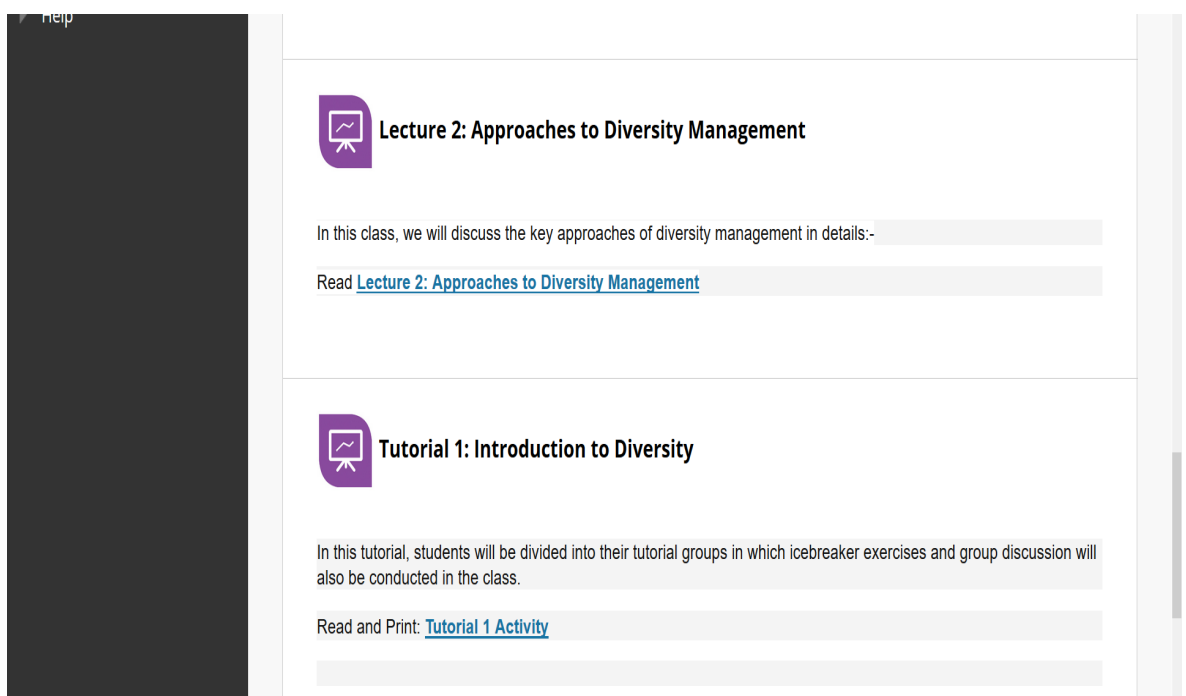 Help
Lecture 2: Approaches to Diversity Management
In this class, we will discuss the key approaches of diversity management in details:-
Read Lecture 2: Approaches to Diversity Management
Tutorial 1: Introduction to Diversity
In this tutorial, students will be divided into their tutorial groups in which icebreaker exercises and group discussion will
also be conducted in the class.
Read and Print: Tutorial 1 Activity